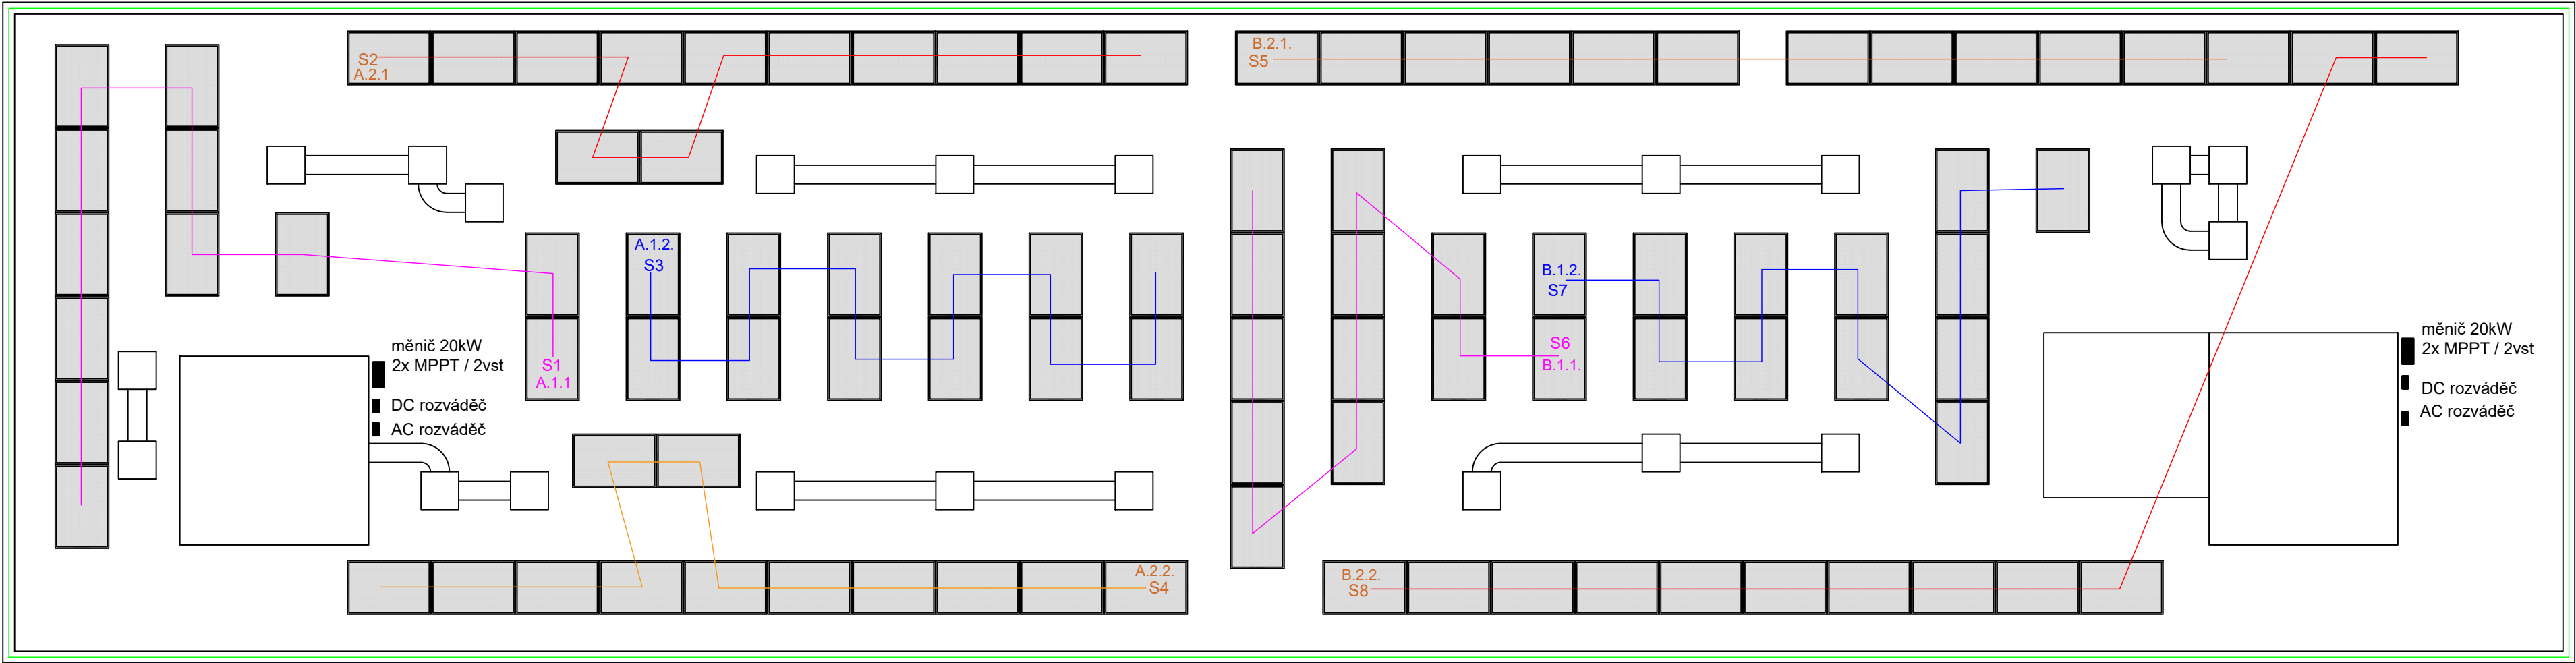 S2
A.2.1
B.2.1.
S5
A.1.2.
S3
B.1.2.
S7
měnič 20kW
2x MPPT / 2vst
DC rozváděč
AC rozváděč
S1
A.1.1
S6
B.1.1.
měnič 20kW
2x MPPT / 2vst
DC rozváděč
AC rozváděč
A.2.2.
S4
B.2.2.
S8